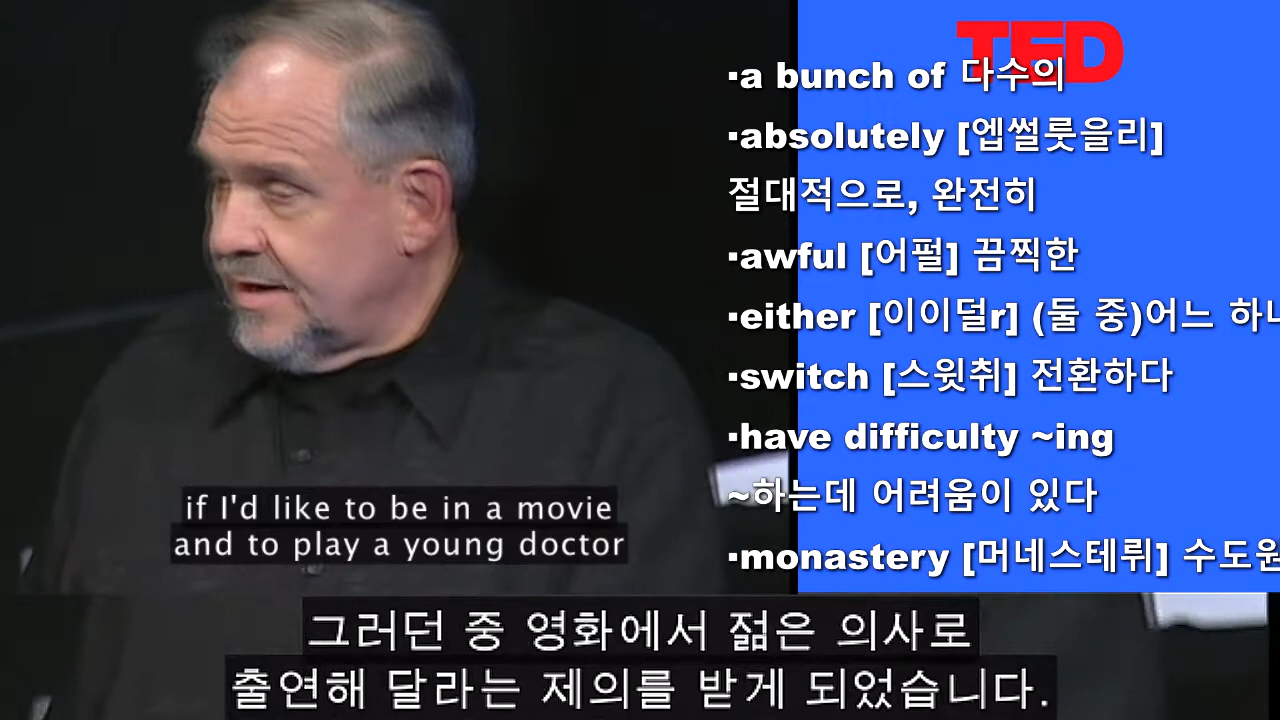 TED
▪a bunch of 다수의
▪absolutely [엡썰룻을리]
절대적으로, 완전히
▪awful [어펄] 끔찍한
▪either [이이덜r] (둘 중)어느 하나
▪switch [스윗취] 전환하다
▪have difficulty ~ing
~하는데 어려움이 있다
▪monastery [머네스테뤼] 수도원
if I'd like to be in a movie
and to play a young doctor
그러던 중 영화에서 젊은 의사로
출연해 달라는 제의를 받게 되었습니다.